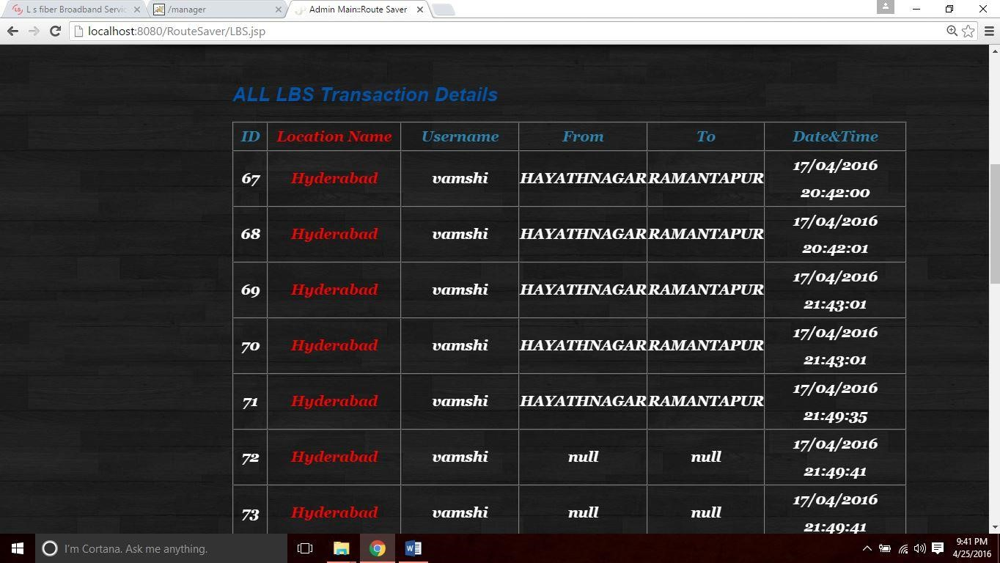 L s fiber Broadband Servic
/manager
Admin Main::Route Saver
localhost:8080/RouteSaver/LBS.jsp
ALL LBS Transaction Details
ID Location Name Username From To Date&Time
67 Hyderabad vamshi HAYATHNAGAR RAMANTAPUR 17/04/2016 20:42:00
68 Hyderabad vamshi HAYATHNAGAR RAMANTAPUR 17/04/2016 20:42:01
69 Hyderabad vamshi HAYATHNAGAR RAMANTAPUR 17/04/2016 21:43:01
70 Hyderabad vamshi HAYATHNAGAR RAMANTAPUR 17/04/2016 21:43:01
71 Hyderabad vamshi HAYATHNAGAR RAMANTAPUR 17/04/2016 21:49:35
72 Hyderabad vamshi null null 17/04/2016 21:49:41
73 Hyderabad vamshi null null 17/04/2016 21:49:41
I'm Cortana. Ask me anything.
9:41 PM
4/25/2016